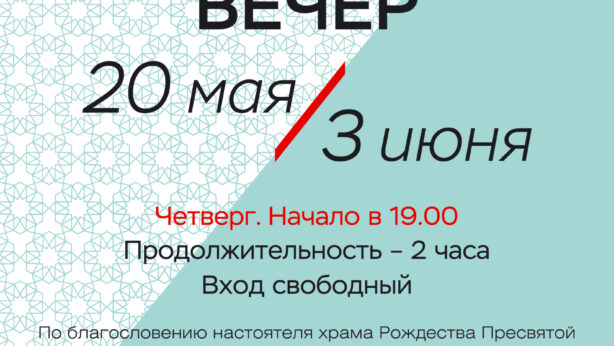 ВЕЧЕР
20 мая
3 июня
Четверг. Начало в 19.00
Продолжительность – 2 часа
Вход свободный
По благословению настоятеля храма Рождества Пресвятой